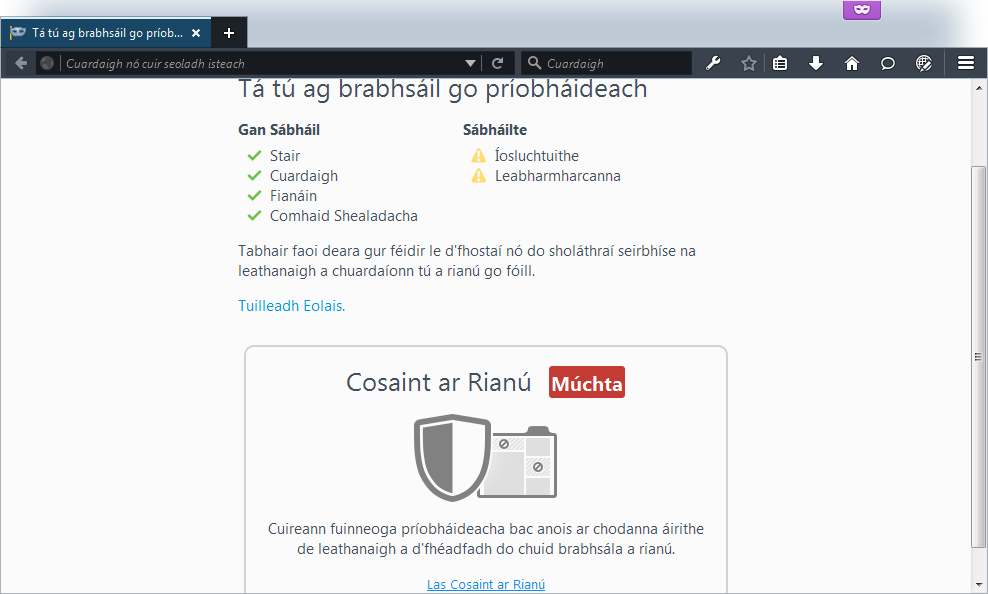 Tá tú ag brabhsáil go príob...
Cuardaigh nó cuir seoladh isteach
Cuardaigh
Tá tú ag brabhsáil go príobháideach
Gan Sábháil
Stair
Cuardaigh
Fianáin
Comhaid Shealadacha
Sábháilte
Íosluchtuithe
Leabharmharcanna
Tabhair faoi deara gur féidir le d'fhostaí nó do sholáthraí seirbhíse na
leathanaigh a chuardaíonn tú a rianú go fóill.
Tuilleadh Eolais.
Cosaint ar Rianú Múchta
Cuireann fuinneoga príobháideacha bac anois ar chodanna áirithe
de leathanaigh a d'fhéadfadh do chuid brabhsála a rianú.
Las Cosaint ar Rianú